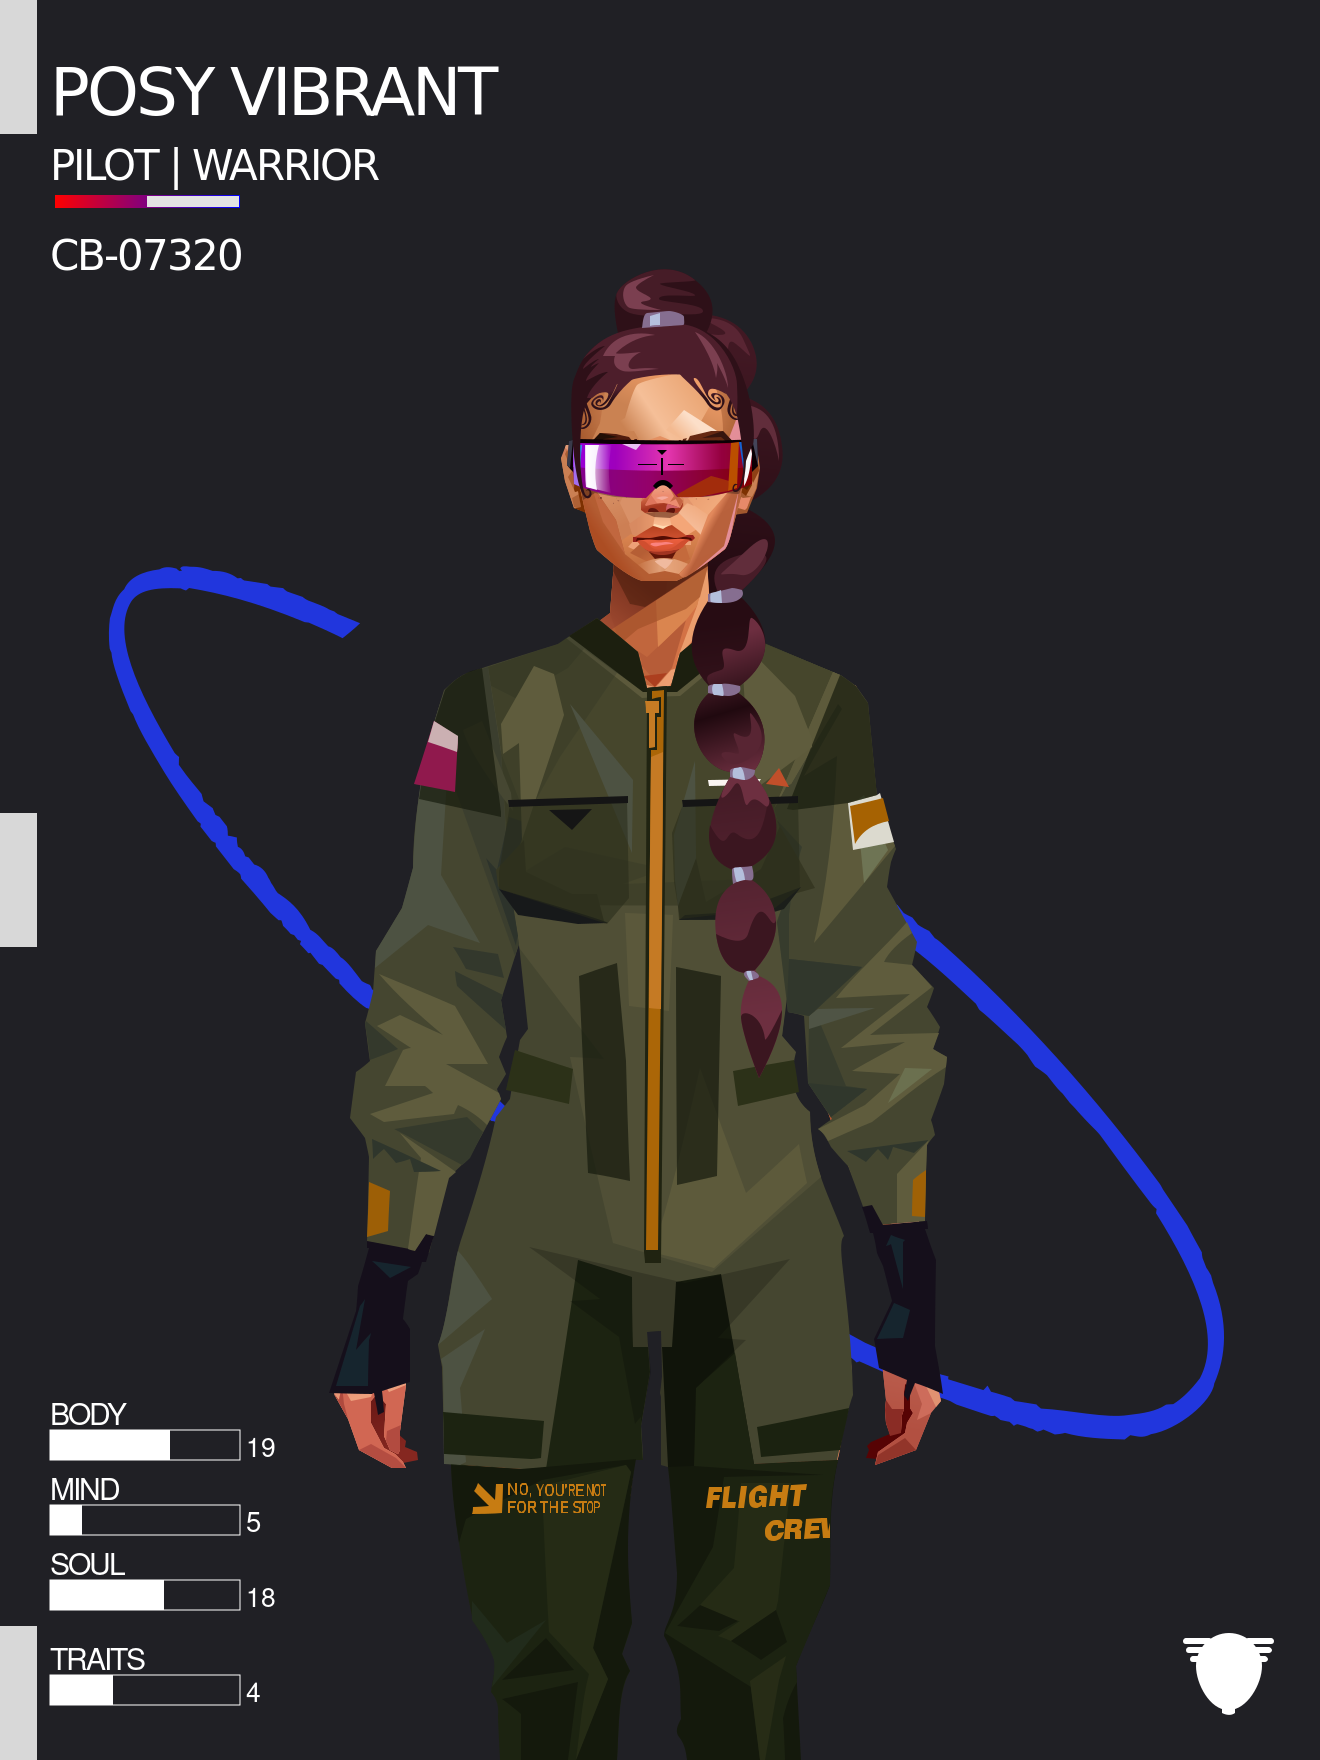 POSY VIBRANT
PILOT | WARRIOR
CB-07320
BODY
19
MIND
5
SOUL
18
TRAITS
4
NO, YOU'RE NOT
FOR THE STOP
FLIGHT
CREW